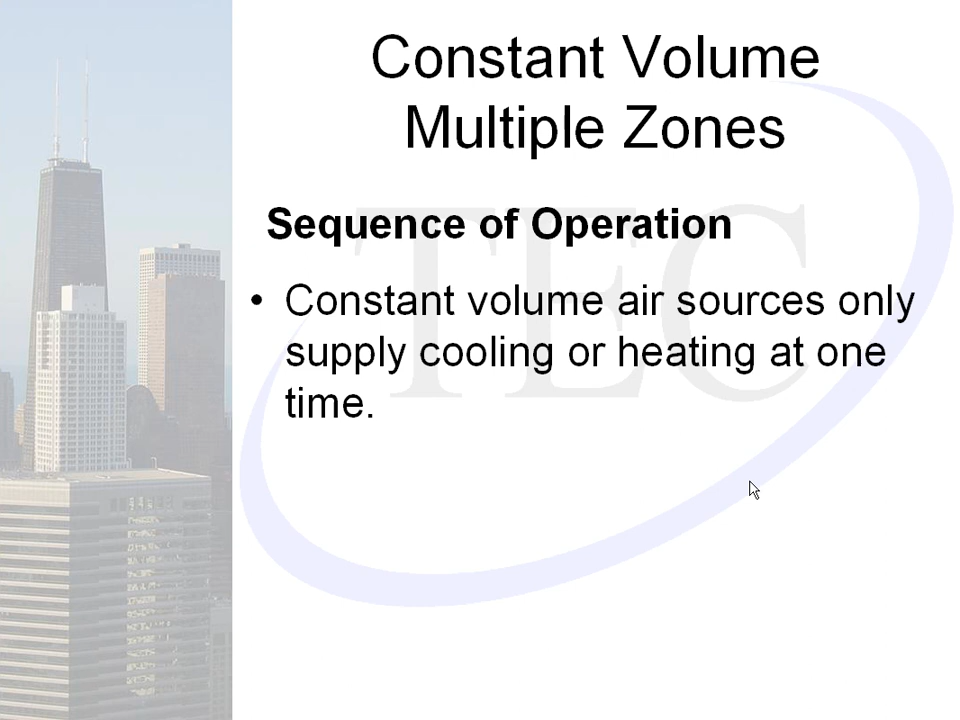 Constant Volume
Multiple Zones
TEC
Sequence of Operation
• Constant volume air sources only
supply cooling or heating at one
time.